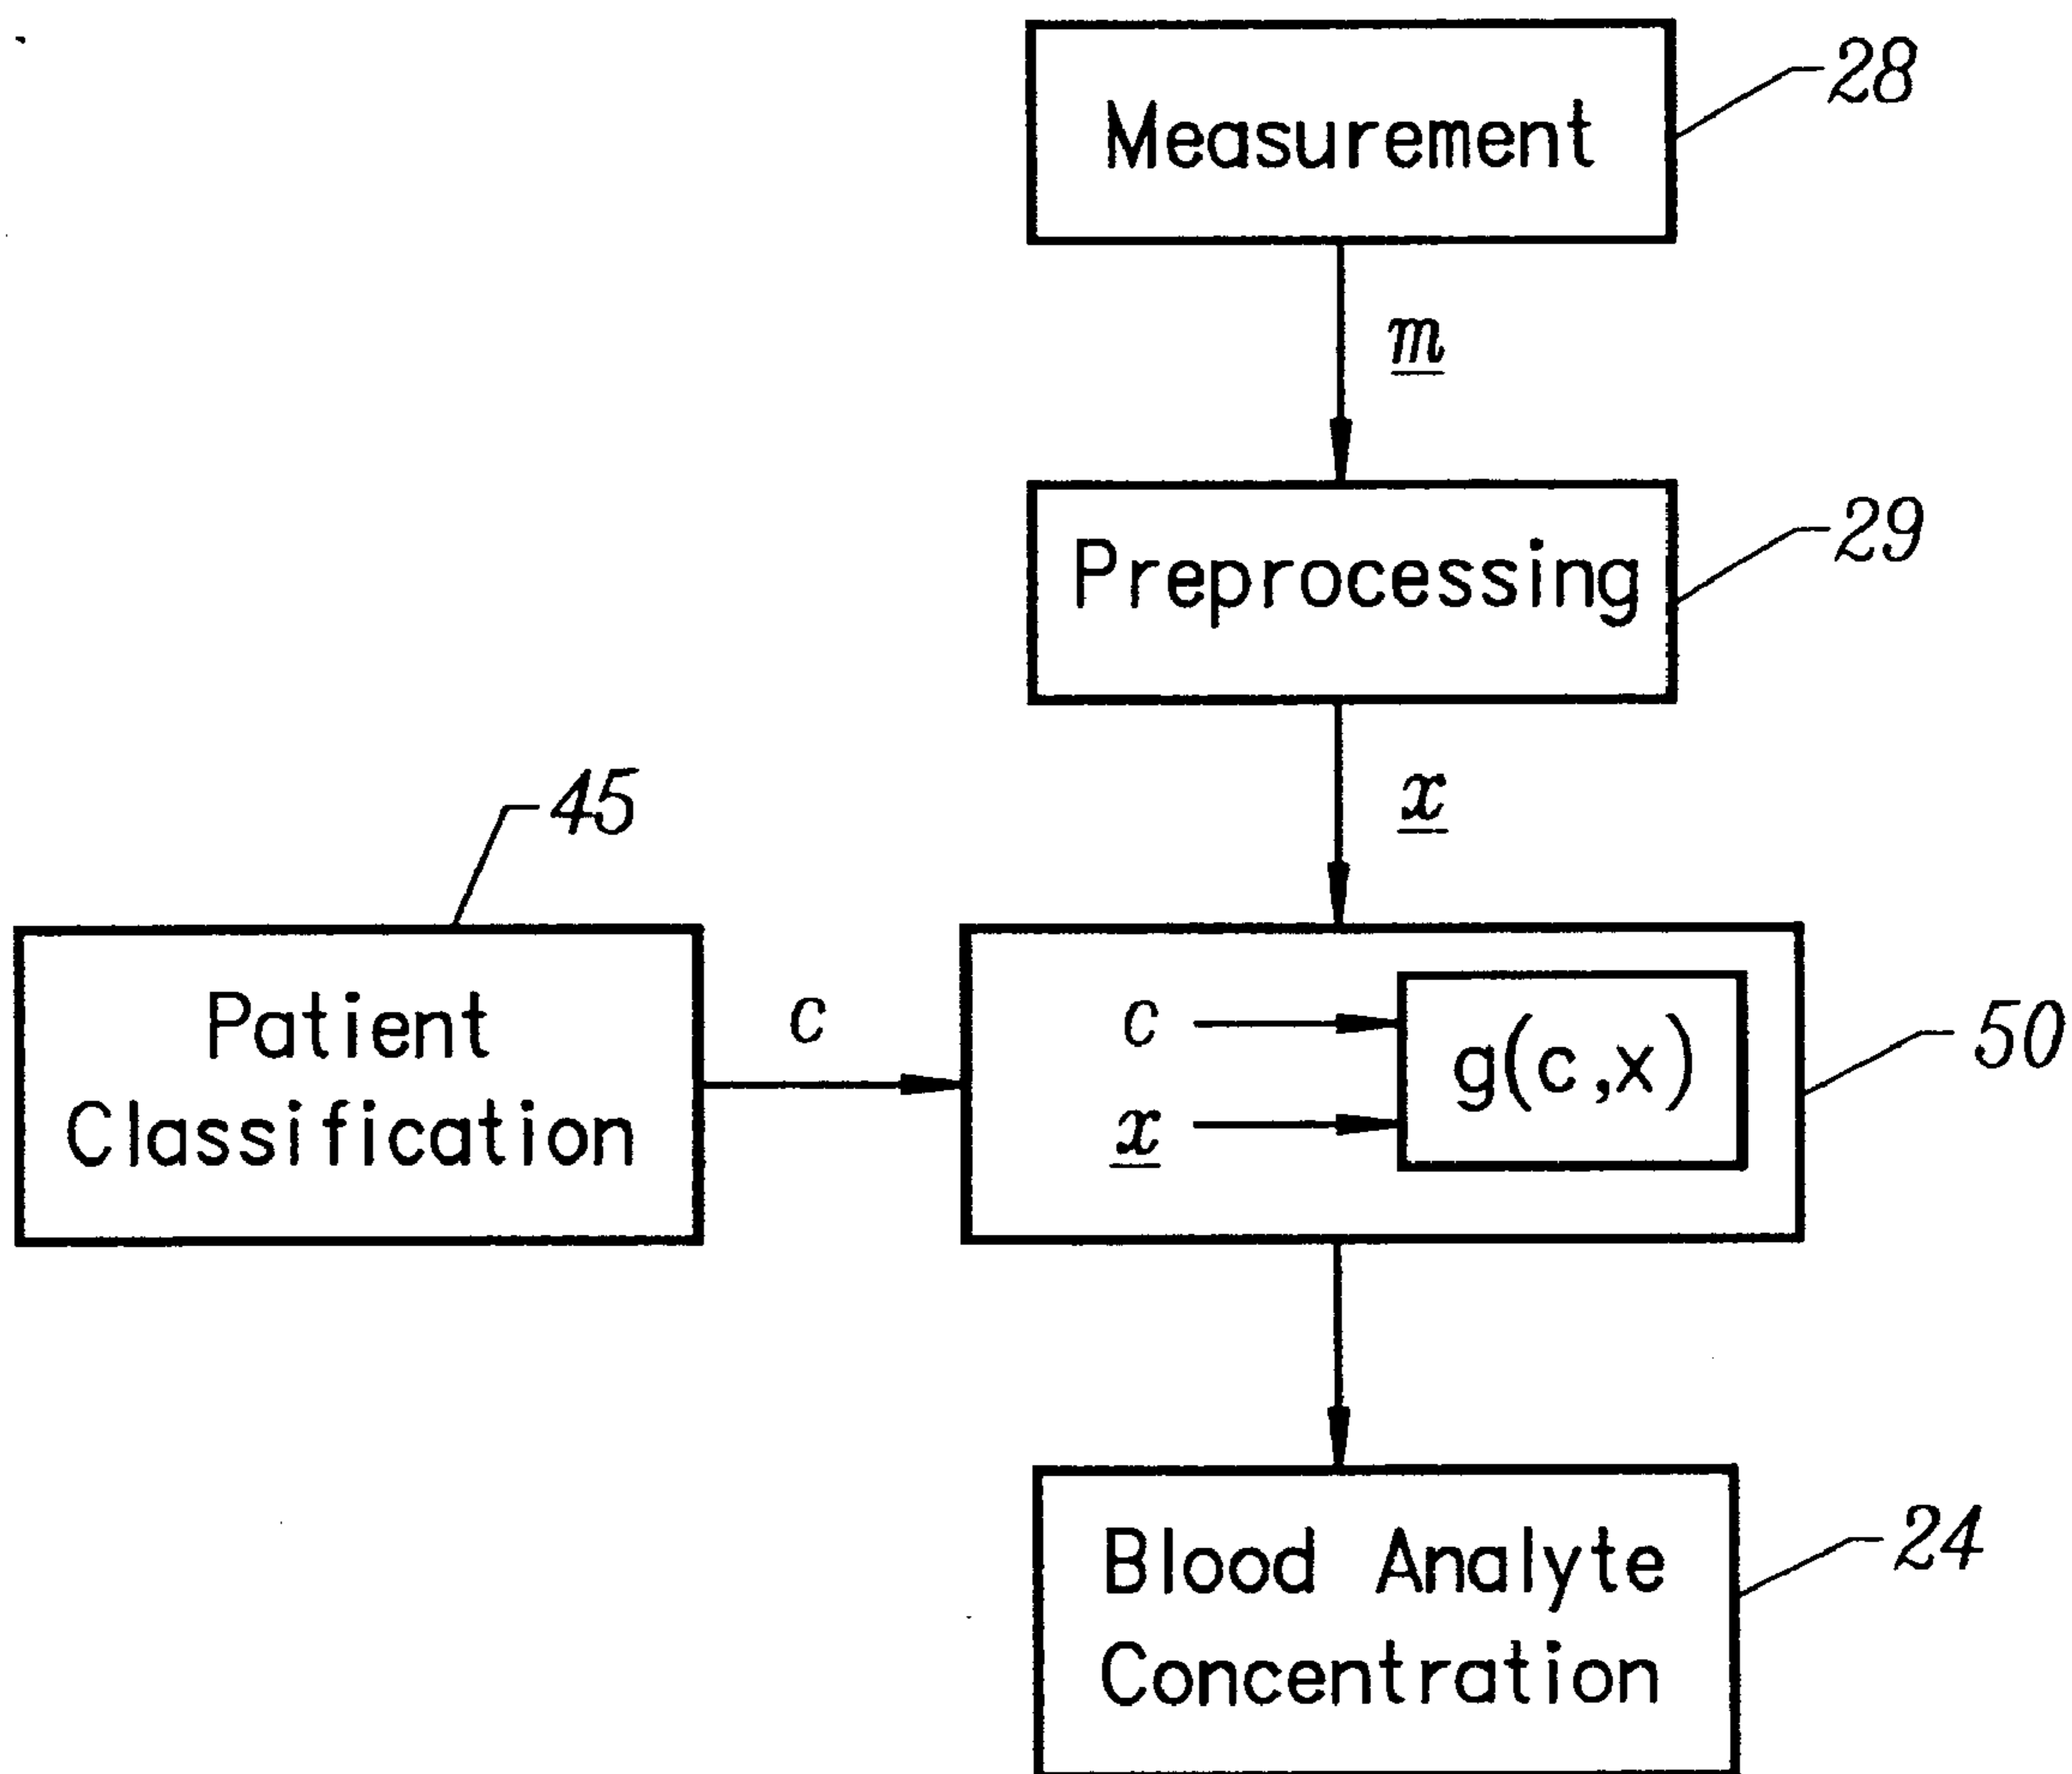 Measurement
28
m
Preprocessing
29
x
45
Patient
Classification
c
c
x
g(c,x)
50
Blood Analyte
Concentration
24